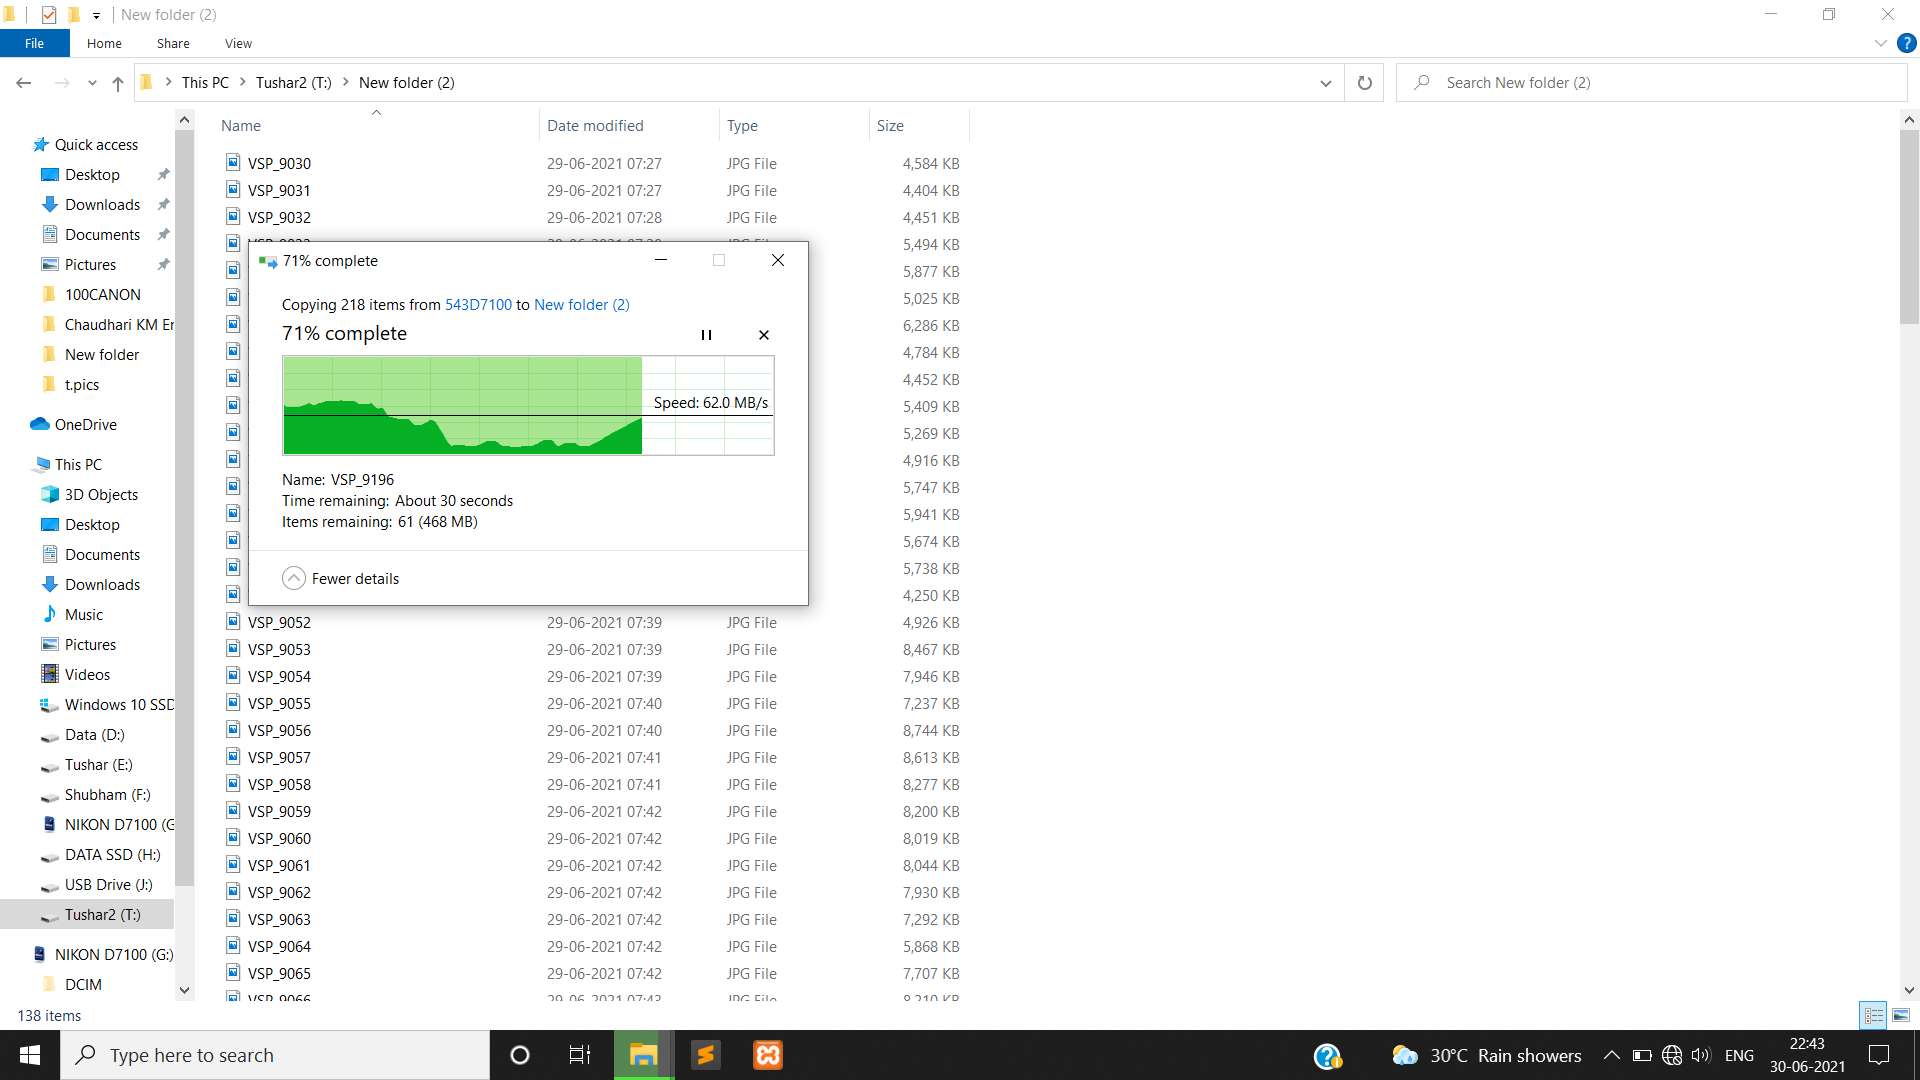 New folder (2)
File Home Share View
This PC Tushar2 (T:) New folder (2)
Search New folder (2)
Name Date modified Type Size
Quick access
Desktop
Downloads
Documents
Pictures
100CANON
Chaudhari KM Er
New folder
t.pics
OneDrive
This PC
3D Objects
Desktop
Documents
Downloads
Music
Pictures
Videos
Windows 10 SSD
Data (D:)
Tushar (E:)
Shubham (F:)
NIKON D7100 (G
DATA SSD (H:)
USB Drive (J:)
Tushar2 (T:)
NIKON D7100 (G:)
DCIM
VSP_9030 29-06-2021 07:27 JPG File 4,584 KB
VSP_9031 29-06-2021 07:27 JPG File 4,404 KB
VSP_9032 29-06-2021 07:28 JPG File 4,451 KB
5,494 KB
5,877 KB
5,025 KB
6,286 KB
4,784 KB
4,452 KB
5,409 KB
5,269 KB
4,916 KB
5,747 KB
5,941 KB
5,674 KB
5,738 KB
4,250 KB
71% complete
Copying 218 items from 543D7100 to New folder (2)
71% complete
Speed: 62.0 MB/s
Name: VSP_9196
Time remaining: About 30 seconds
Items remaining: 61 (468 MB)
Fewer details
VSP_9052 29-06-2021 07:39 JPG File 4,926 KB
VSP_9053 29-06-2021 07:39 JPG File 8,467 KB
VSP_9054 29-06-2021 07:39 JPG File 7,946 KB
VSP_9055 29-06-2021 07:40 JPG File 7,237 KB
VSP_9056 29-06-2021 07:40 JPG File 8,744 KB
VSP_9057 29-06-2021 07:41 JPG File 8,613 KB
VSP_9058 29-06-2021 07:41 JPG File 8,277 KB
VSP_9059 29-06-2021 07:42 JPG File 8,200 KB
VSP_9060 29-06-2021 07:42 JPG File 8,019 KB
VSP_9061 29-06-2021 07:42 JPG File 8,044 KB
VSP_9062 29-06-2021 07:42 JPG File 7,930 KB
VSP_9063 29-06-2021 07:42 JPG File 7,292 KB
VSP_9064 29-06-2021 07:42 JPG File 5,868 KB
VSP_9065 29-06-2021 07:42 JPG File 7,707 KB
VSP_9066 29-06-2021 07:43 JPG File 8,210 KB
138 items
Type here to search
30°C Rain showers
ENG
22:43
30-06-2021